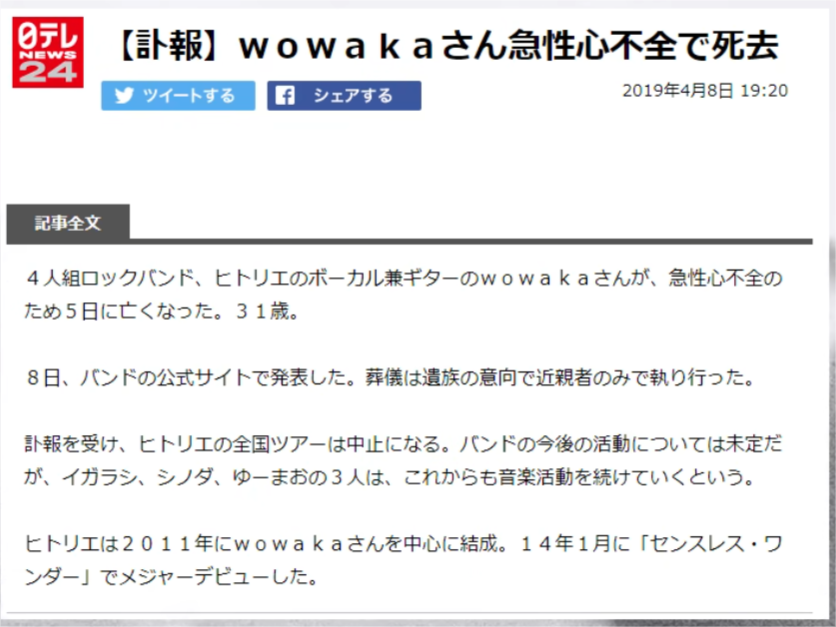 日テレ
NEWS
24
【訃報】ｗｏｗａｋａさん急性心不全で死去
ツイートする
シェアする
2019年4月8日 19:20
記事全文
４人組ロックバンド、ヒトリエのボーカル兼ギターのｗｏｗａｋａさんが、急性心不全の
ため５日に亡くなった。３１歳。
８日、バンドの公式サイトで発表した。葬儀は遺族の意向で近親者のみで執り行った。
訃報を受け、ヒトリエの全国ツアーは中止になる。バンドの今後の活動については未定だ
が、イガラシ、シノダ、ゆーまおの３人は、これからも音楽活動を続けていくという。
ヒトリエは２０１１年にｗｏｗａｋａさんを中心に結成。１４年１月に「センスレス・ワ
ンダー」でメジャーデビューした。